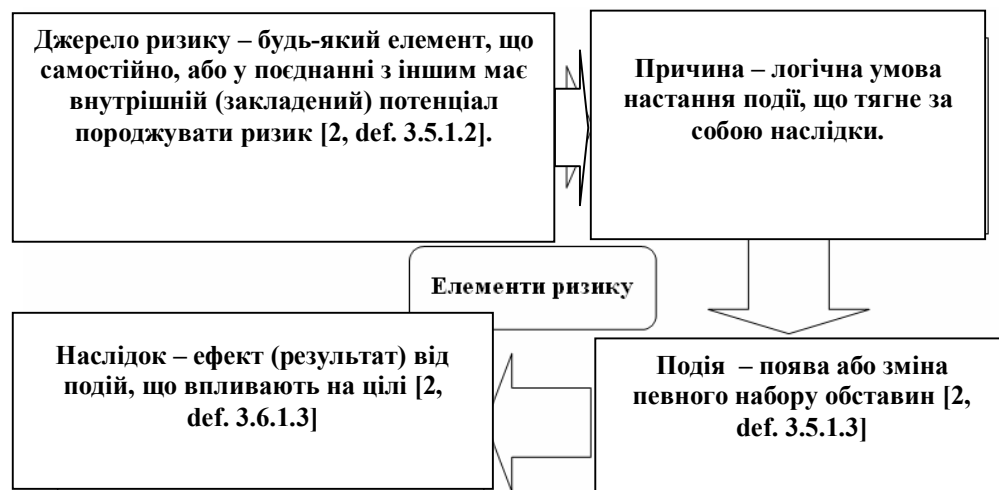 Джерело ризику – будь-який елемент, що
самостійно, або у поєднанні з іншим має
внутрішній (закладений) потенціал
породжувати ризик [2, def. 3.5.1.2].
Причина – логічна умова
настання події, що тягне за
собою наслідки.
Елементи ризику
Наслідок – ефект (результат) від
подій, що впливають на цілі [2,
def. 3.6.1.3]
Подія – поява або зміна
певного набору обставин [2,
def. 3.5.1.3]